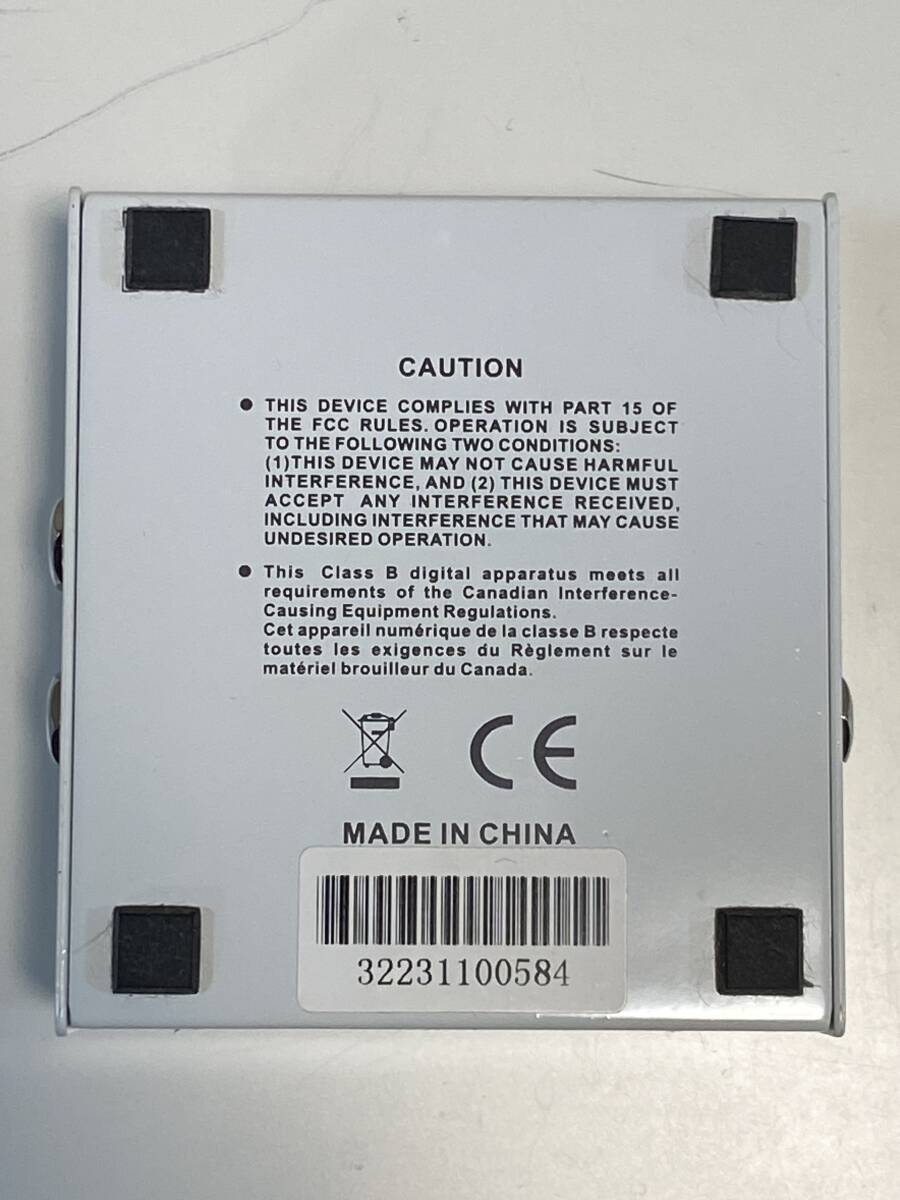 CAUTION
● THIS DEVICE COMPLIES WITH PART 15 OF
THE FCC RULES. OPERATION IS SUBJECT
TO THE FOLLOWING TWO CONDITIONS:
(1)THIS DEVICE MAY NOT CAUSE HARMFUL
INTERFERENCE, AND (2) THIS DEVICE MUST
ACCEPT ANY INTERFERENCE RECEIVED,
INCLUDING INTERFERENCE THAT MAY CAUSE
UNDESIRED OPERATION.
● This Class B digital apparatus meets all
requirements of the Canadian Interference-
Causing Equipment Regulations.
Cet appareil numérique de la classe B respecte
toutes les exigences du Règlement sur le
matériel brouilleur du Canada.
CE
MADE IN CHINA
32231100584